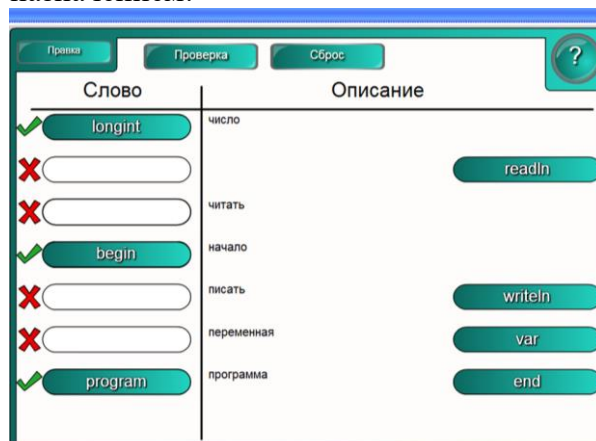 Правка Проверка Сброс ?
Слово Описание
longint число
readln
читать
begin начало
писать writeln
переменная var
program программа end